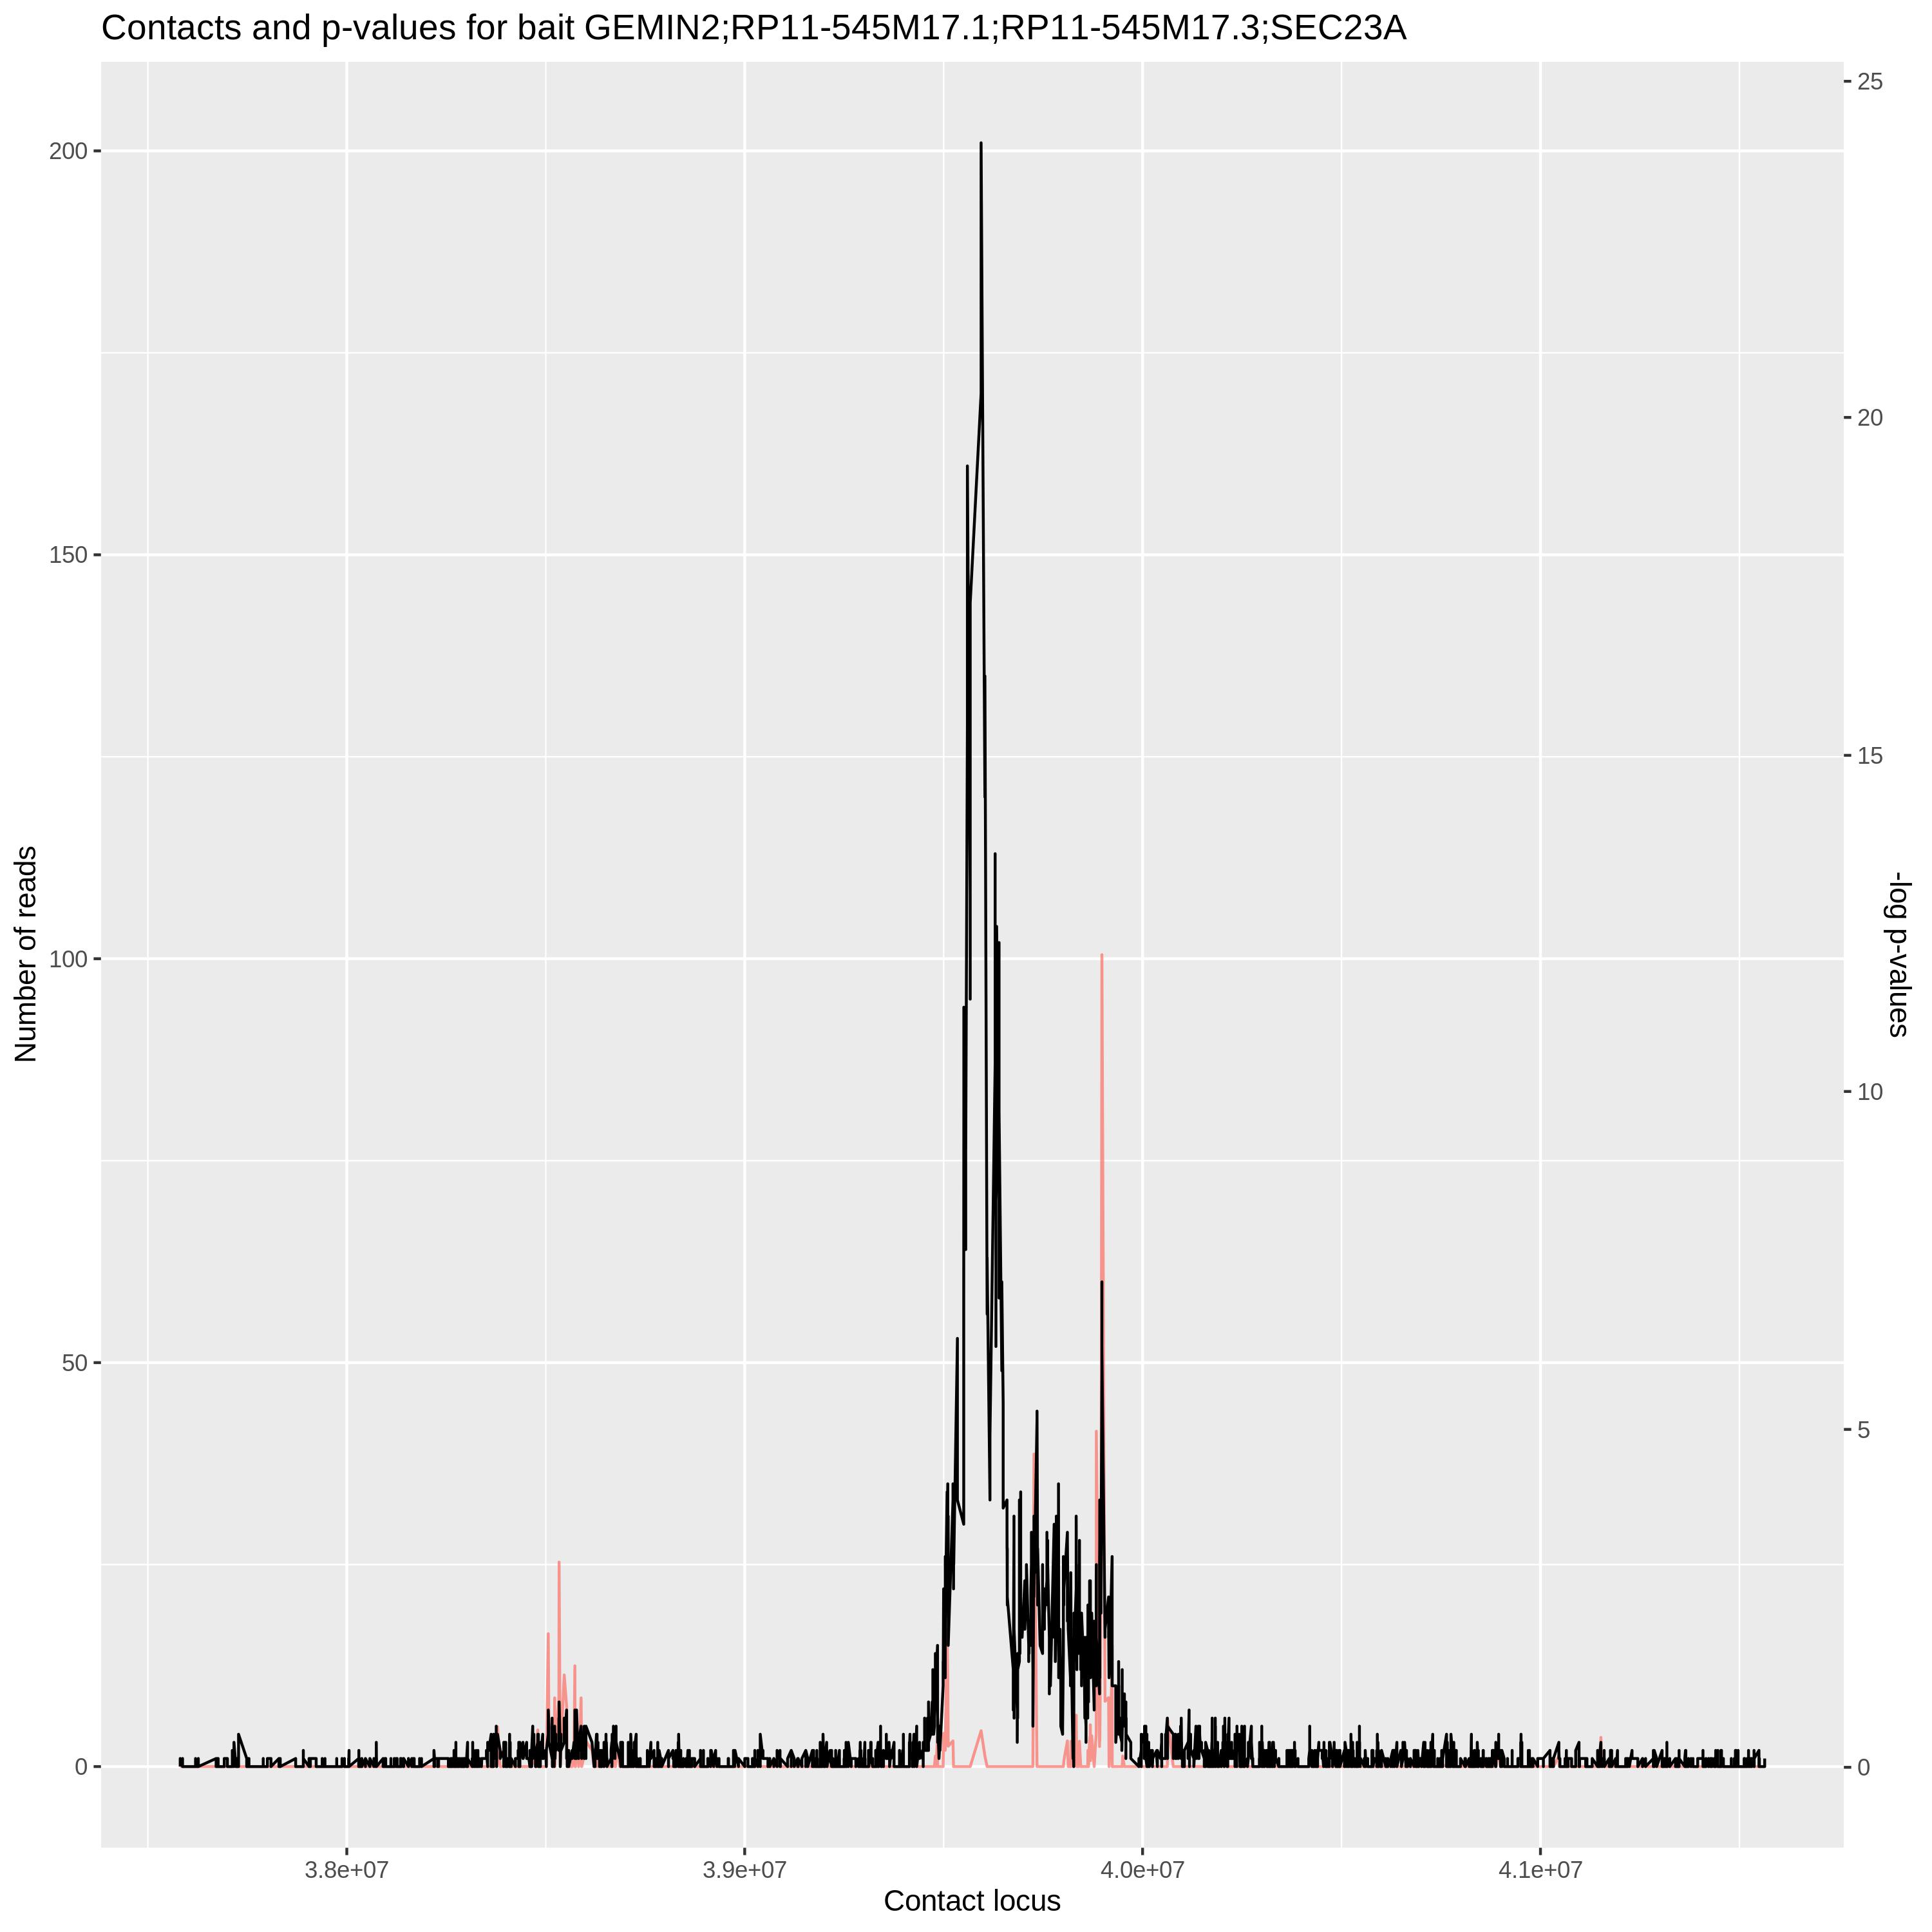 Contacts and p-values for bait GEMIN2;RP11-545M17.1;RP11-545M17.3;SEC23A
Number of reads
200
150
100
50
0
25
20
15
10
5
0
-log p-values
3.8e+07
3.9e+07
4.0e+07
4.1e+07
Contact locus